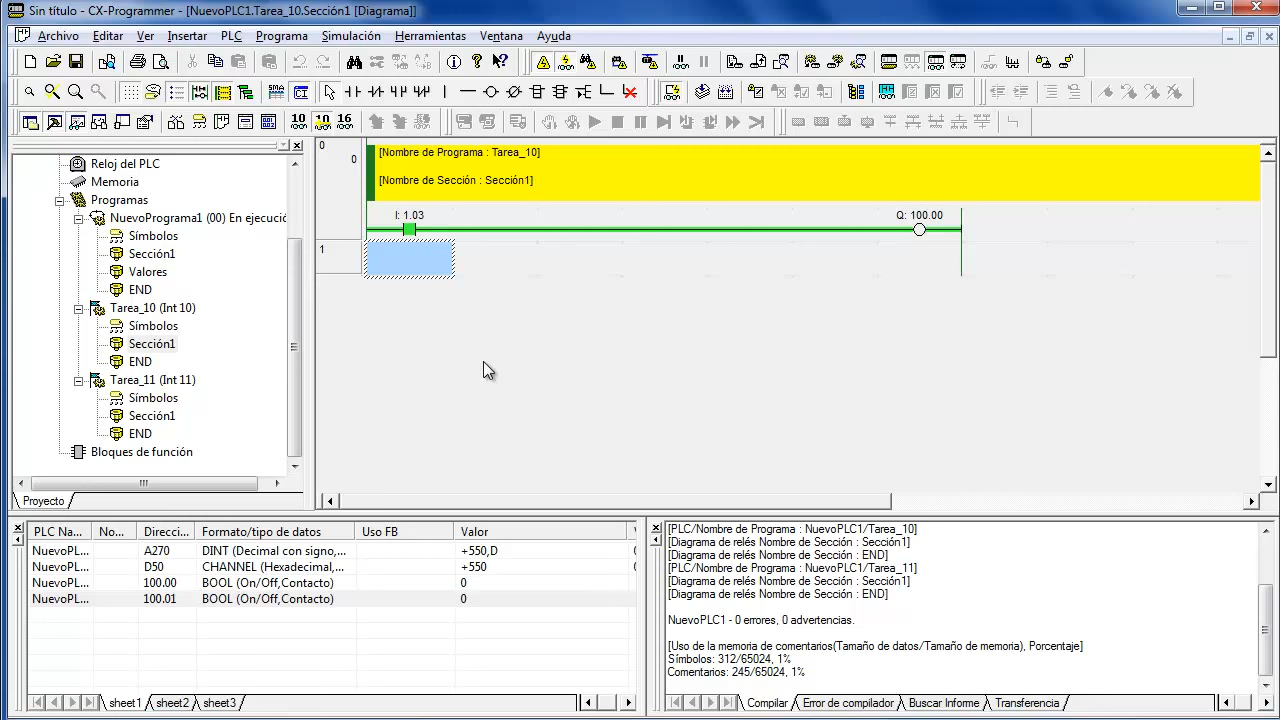 Sin título - CX-Programmer - [NuevoPLC1.Tarea_10.Sección1 [Diagrama]]
Archivo Editar Ver Insertar PLC Programa Simulación Herramientas Ventana Ayuda
10 10 16
Reloj del PLC
Memoria
Programas
NuevoPrograma1 (00) En ejecució
Símbolos
Sección1
Valores
END
Tarea_10 (Int 10)
Símbolos
Sección1
END
Tarea_11 (Int 11)
Símbolos
Sección1
END
Bloques de función
Proyecto
0
0
[Nombre de Programa : Tarea_10]
[Nombre de Sección : Sección1]
I: 1.03 Q: 100.00
1
PLC Na... No... Direcci... Formato/tipo de datos Uso FB Valor
NuevoPL... A270 DINT (Decimal con signo,... +550,D
NuevoPL... D50 CHANNEL (Hexadecimal,... +550
NuevoPL... 100.00 BOOL (On/Off,Contacto) 0
NuevoPL... 100.01 BOOL (On/Off,Contacto) 0
sheet1 sheet2 sheet3
[PLC/Nombre de Programa : NuevoPLC1/Tarea_10]
[Diagrama de relés Nombre de Sección : Sección1]
[Diagrama de relés Nombre de Sección : END]
[PLC/Nombre de Programa : NuevoPLC1/Tarea_11]
[Diagrama de relés Nombre de Sección : Sección1]
[Diagrama de relés Nombre de Sección : END]
NuevoPLC1 - 0 errores, 0 advertencias.
[Uso de la memoria de comentarios(Tamaño de datos/Tamaño de memoria), Porcentaje]
Símbolos: 312/65024, 1%
Comentarios: 245/65024, 1%
Compilar Error de compilador Buscar Informe Transferencia